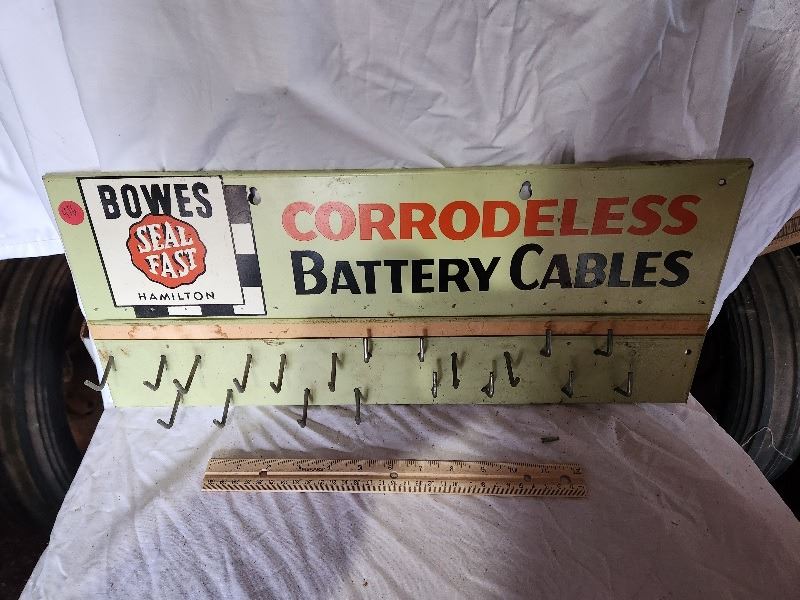 BOWES
SEAL
FAST
HAMILTON
CORRODELESS
BATTERY CABLES